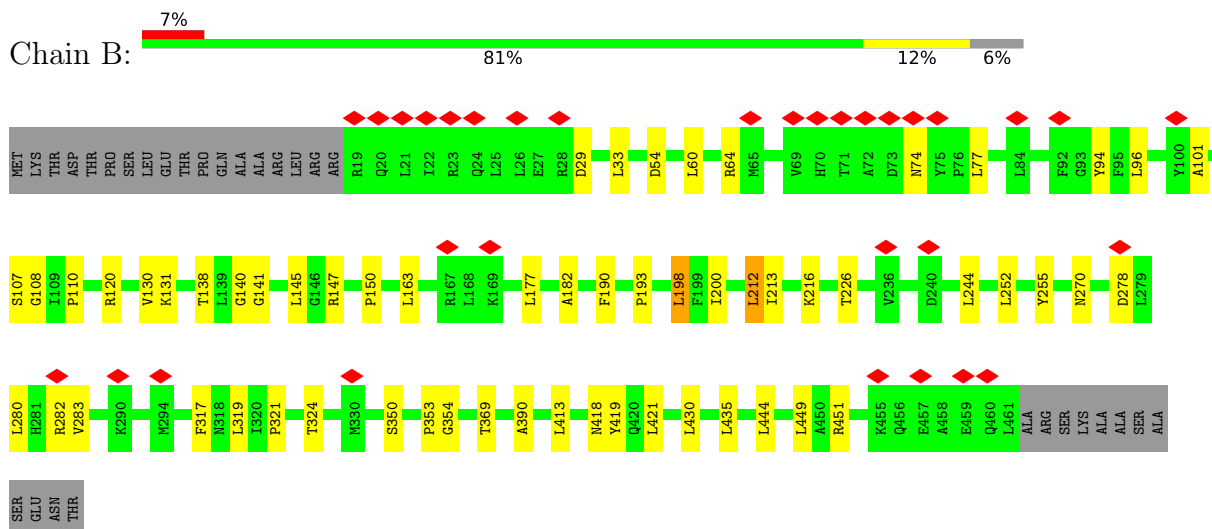 7%
Chain B:
81% 12% 6%
MET LYS THR ASP THR PRO SER LEU GLU THR PRO GLN ALA ALA ARG LEU ARG ARG R19 Q20 L21 I22 R23 Q24 L25 L26 E27 R28 D29 L33 D54 L60 R64 M65 V69 H70 T71 A72 D73 N74 Y75 P76 L77 L84 F92 G93 Y94 F95 L96 Y100 A101
S107 G108 I109 P110 R120 V130 K131 T138 L139 G140 G141 L145 G146 R147 P150 L163 R167 L168 K169 L177 A182 F190 P193 L198 F199 I200 L212 I213 K216 T226 V236 D240 L244 L252 Y255 N270 D278 L279
L280 H281 R282 V283 K290 M294 F317 N318 L319 I320 P321 T324 M330 S350 P353 G354 T369 A390 L413 N418 Y419 Q420 L421 L430 L435 L444 L449 A450 R451 K455 Q456 E457 A458 E459 Q460 L461 ALA ARG SER LYS ALA ALA SER ALA
SER GLU ASN THR